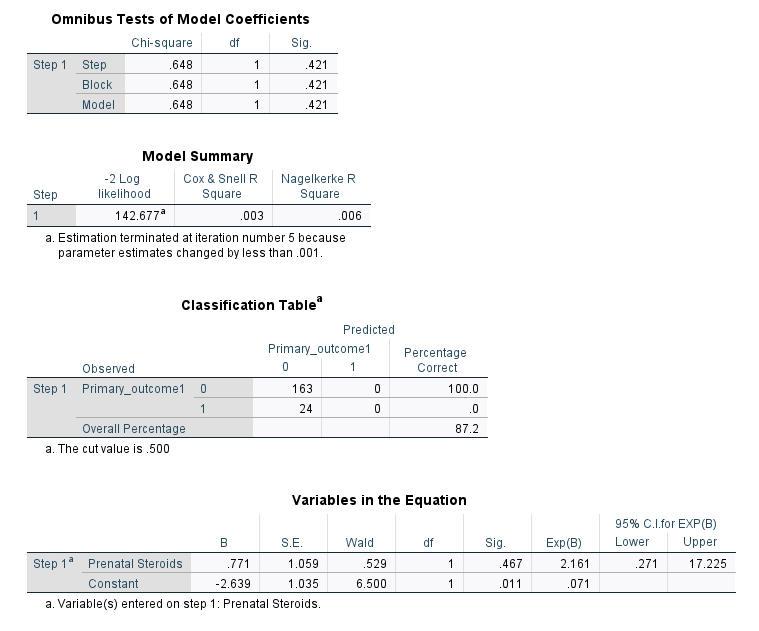 Omnibus Tests of Model Coefficients
Chi-square df Sig.
Step 1 Step .648 1 .421
Block .648 1 .421
Model .648 1 .421
Model Summary
Step -2 Log likelihood Cox & Snell R Square Nagelkerke R Square
1 142.677a .003 .006
a. Estimation terminated at iteration number 5 because
parameter estimates changed by less than .001.
Classification Tablea
Predicted
Primary_outcome1 Percentage Correct
Observed 0 1
Step 1 Primary_outcome1 0 163 0 100.0
1 24 0 .0
Overall Percentage 87.2
a. The cut value is .500
Variables in the Equation
95% C.I.for EXP(B)
B S.E. Wald df Sig. Exp(B) Lower Upper
Step 1a Prenatal Steroids .771 1.059 .529 1 .467 2.161 .271 17.225
Constant -2.639 1.035 6.500 1 .011 .071
a. Variable(s) entered on step 1: Prenatal Steroids.